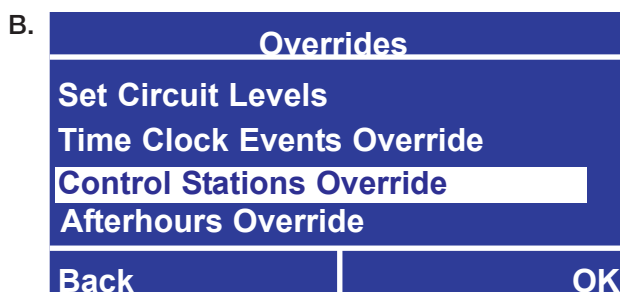 B.
Overrides
Set Circuit Levels
Time Clock Events Override
Control Stations Override
Afterhours Override
Back OK